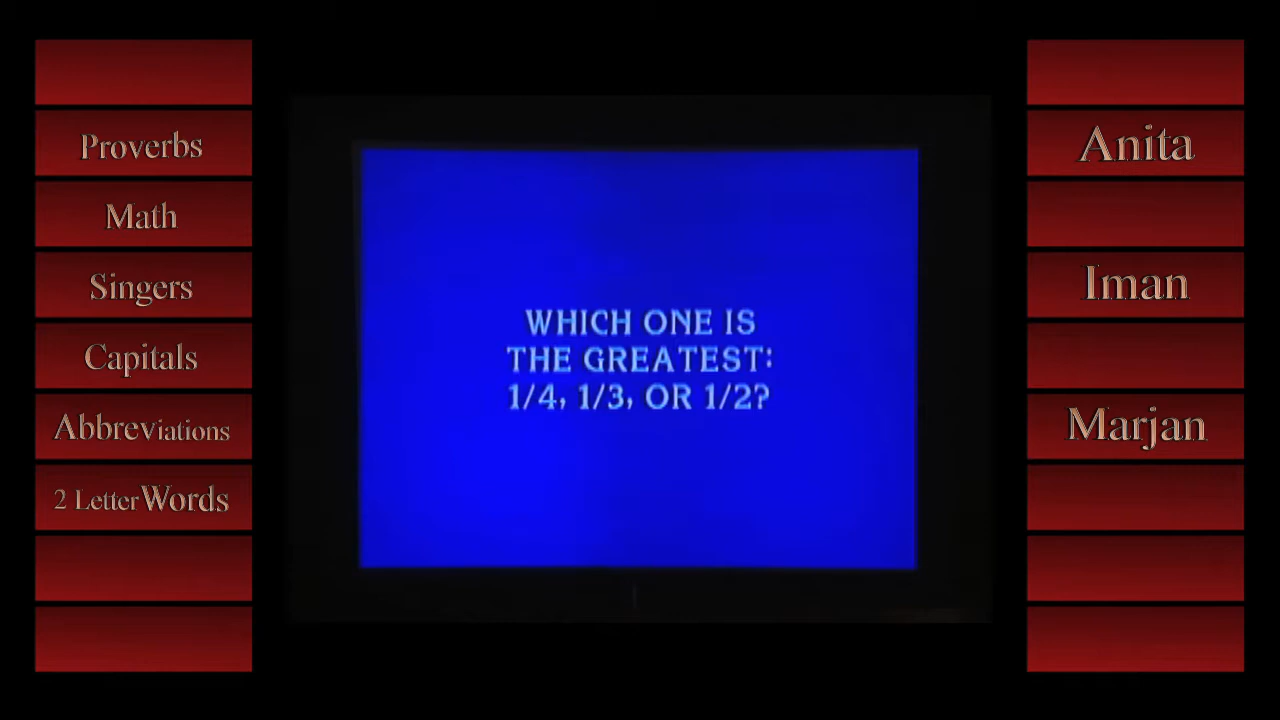 Proverbs
Math
Singers
Capitals
Abbreviations
2 Letter Words
WHICH ONE IS
THE GREATEST:
1/4, 1/3, OR 1/2?
Anita
Iman
Marjan